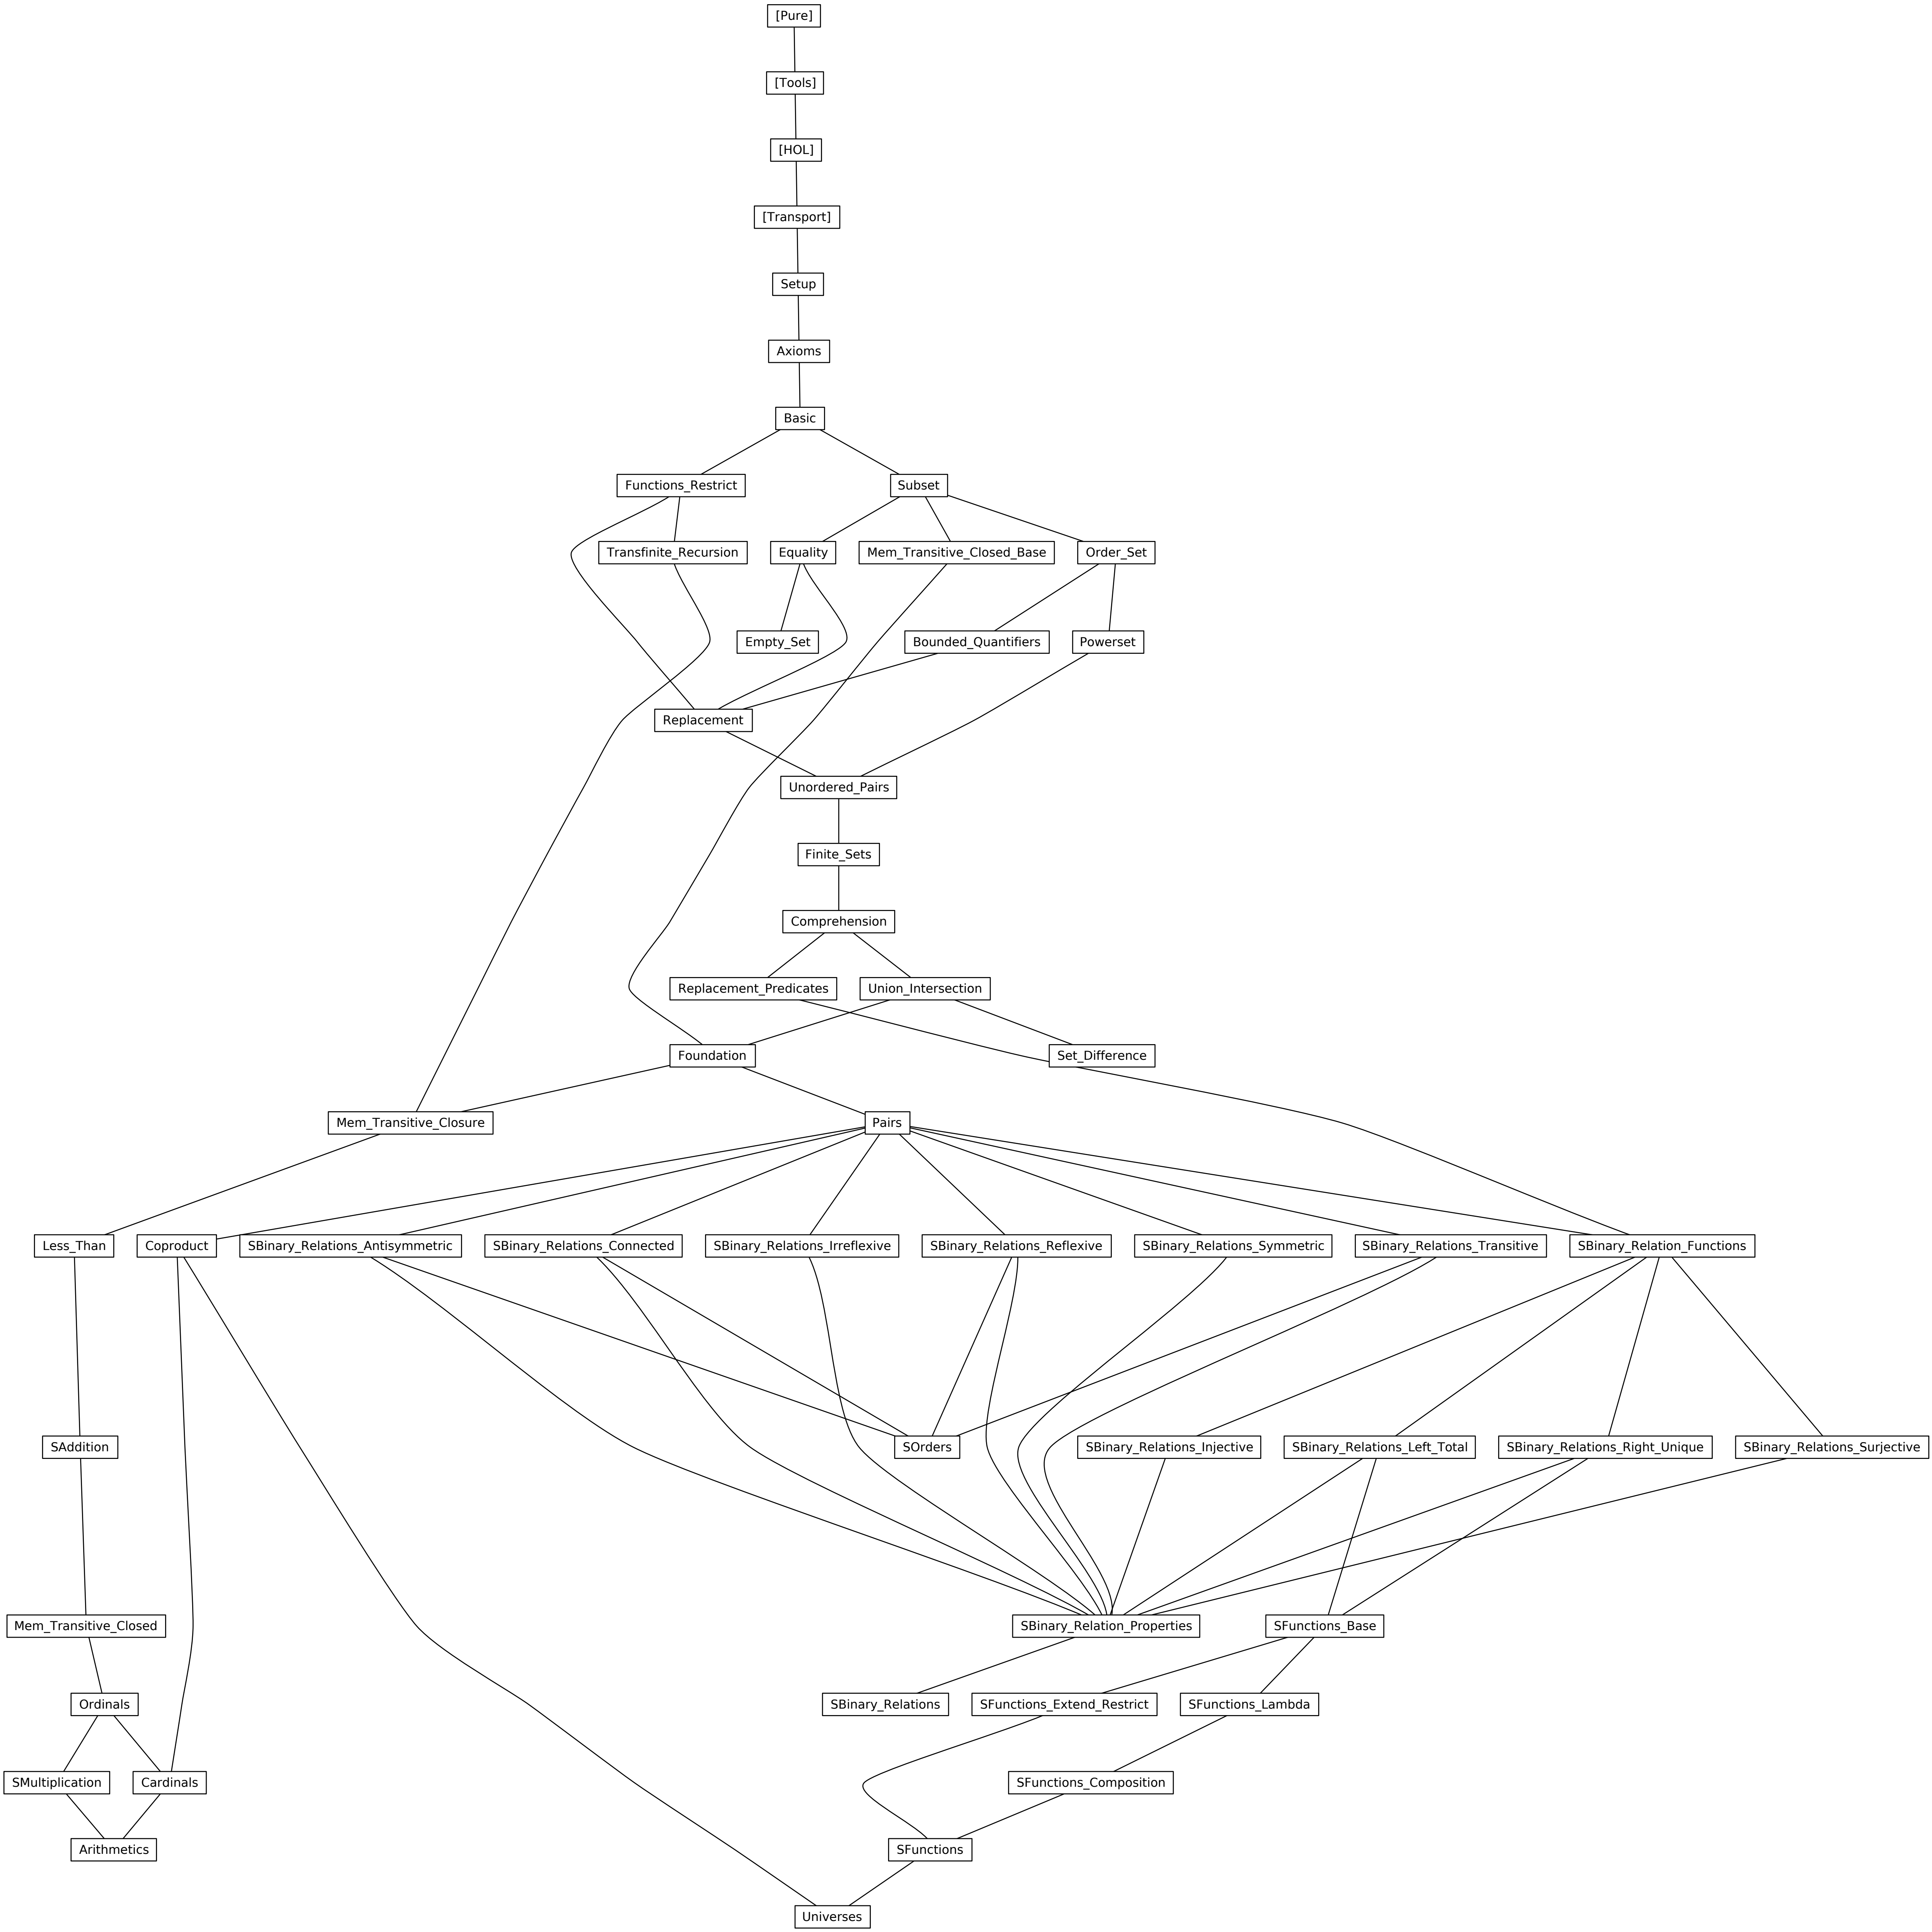 [Pure]
[Tools]
[HOL]
[Transport]
Setup
Axioms
Basic
Functions_Restrict
Subset
Transfinite_Recursion
Equality
Mem_Transitive_Closed_Base
Order_Set
Empty_Set
Bounded_Quantifiers
Powerset
Replacement
Unordered_Pairs
Finite_Sets
Comprehension
Replacement_Predicates
Union_Intersection
Foundation
Set_Difference
Mem_Transitive_Closure
Pairs
Less_Than
Coproduct
SBinary_Relations_Antisymmetric
SBinary_Relations_Connected
SBinary_Relations_Irreflexive
SBinary_Relations_Reflexive
SBinary_Relations_Symmetric
SBinary_Relations_Transitive
SBinary_Relation_Functions
SAddition
SOrders
SBinary_Relations_Injective
SBinary_Relations_Left_Total
SBinary_Relations_Right_Unique
SBinary_Relations_Surjective
Mem_Transitive_Closed
SBinary_Relation_Properties
SFunctions_Base
Ordinals
SBinary_Relations
SFunctions_Extend_Restrict
SFunctions_Lambda
SMultiplication
Cardinals
SFunctions_Composition
Arithmetics
SFunctions
Universes